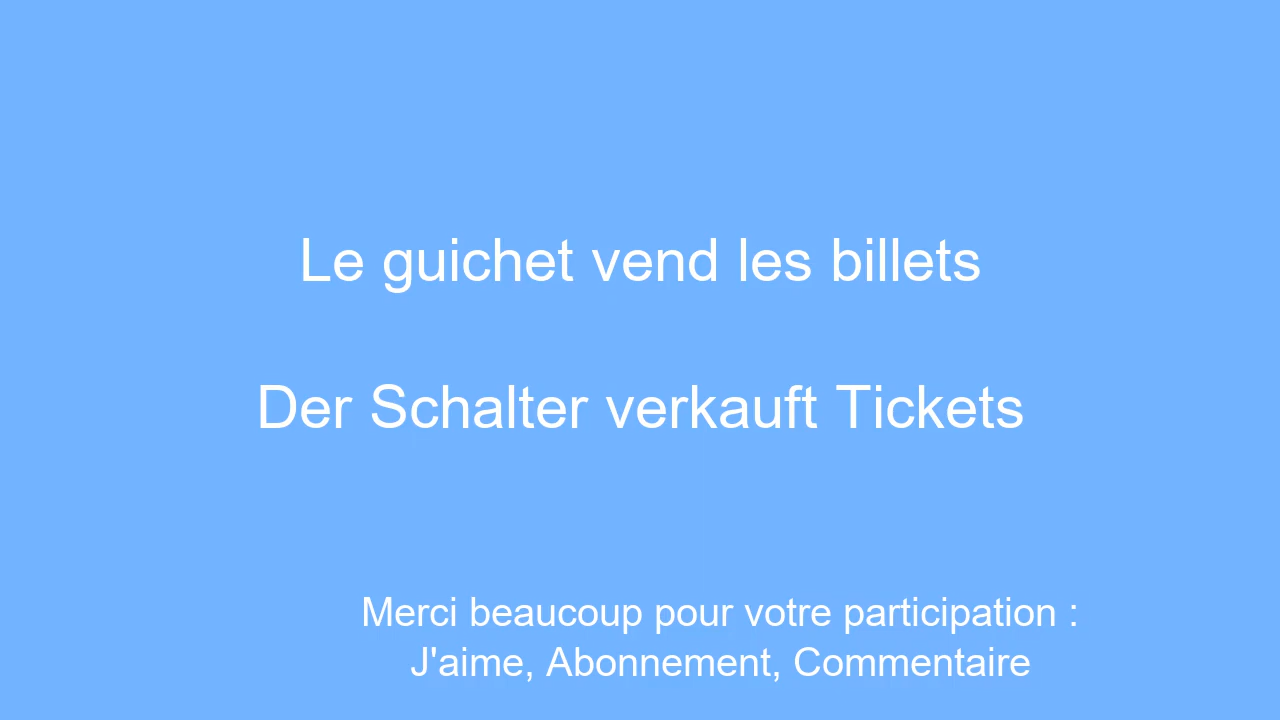 Le guichet vend les billets
Der Schalter verkauft Tickets
Merci beaucoup pour votre participation :
J'aime, Abonnement, Commentaire